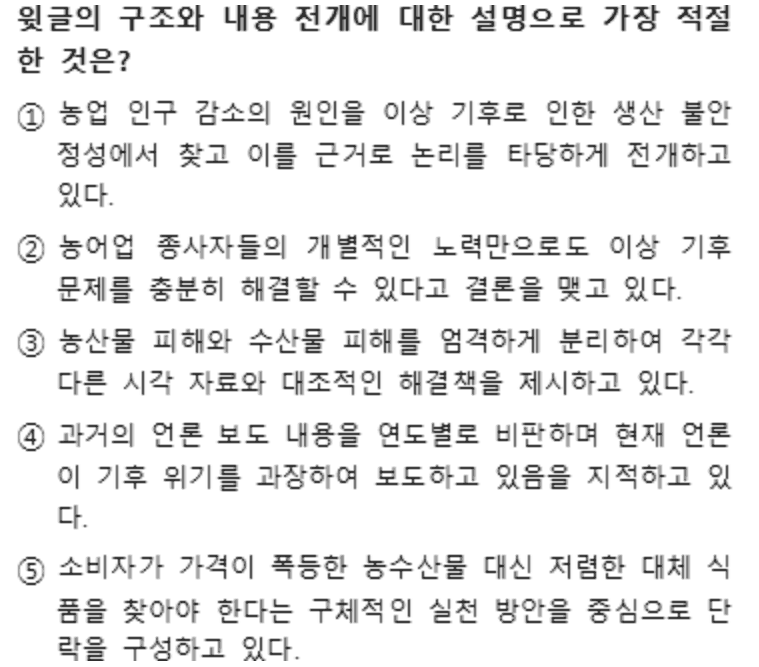 윗글의 구조와 내용 전개에 대한 설명으로 가장 적절
한 것은?
① 농업 인구 감소의 원인을 이상 기후로 인한 생산 불안
정성에서 찾고 이를 근거로 논리를 타당하게 전개하고
있다.
② 농어업 종사자들의 개별적인 노력만으로도 이상 기후
문제를 충분히 해결할 수 있다고 결론을 맺고 있다.
③ 농산물 피해와 수산물 피해를 엄격하게 분리하여 각각
다른 시각 자료와 대조적인 해결책을 제시하고 있다.
④ 과거의 언론 보도 내용을 연도별로 비판하며 현재 언론
이 기후 위기를 과장하여 보도하고 있음을 지적하고 있
다.
⑤ 소비자가 가격이 폭등한 농수산물 대신 저렴한 대체 식
품을 찾아야 한다는 구체적인 실천 방안을 중심으로 단
락을 구성하고 있다.